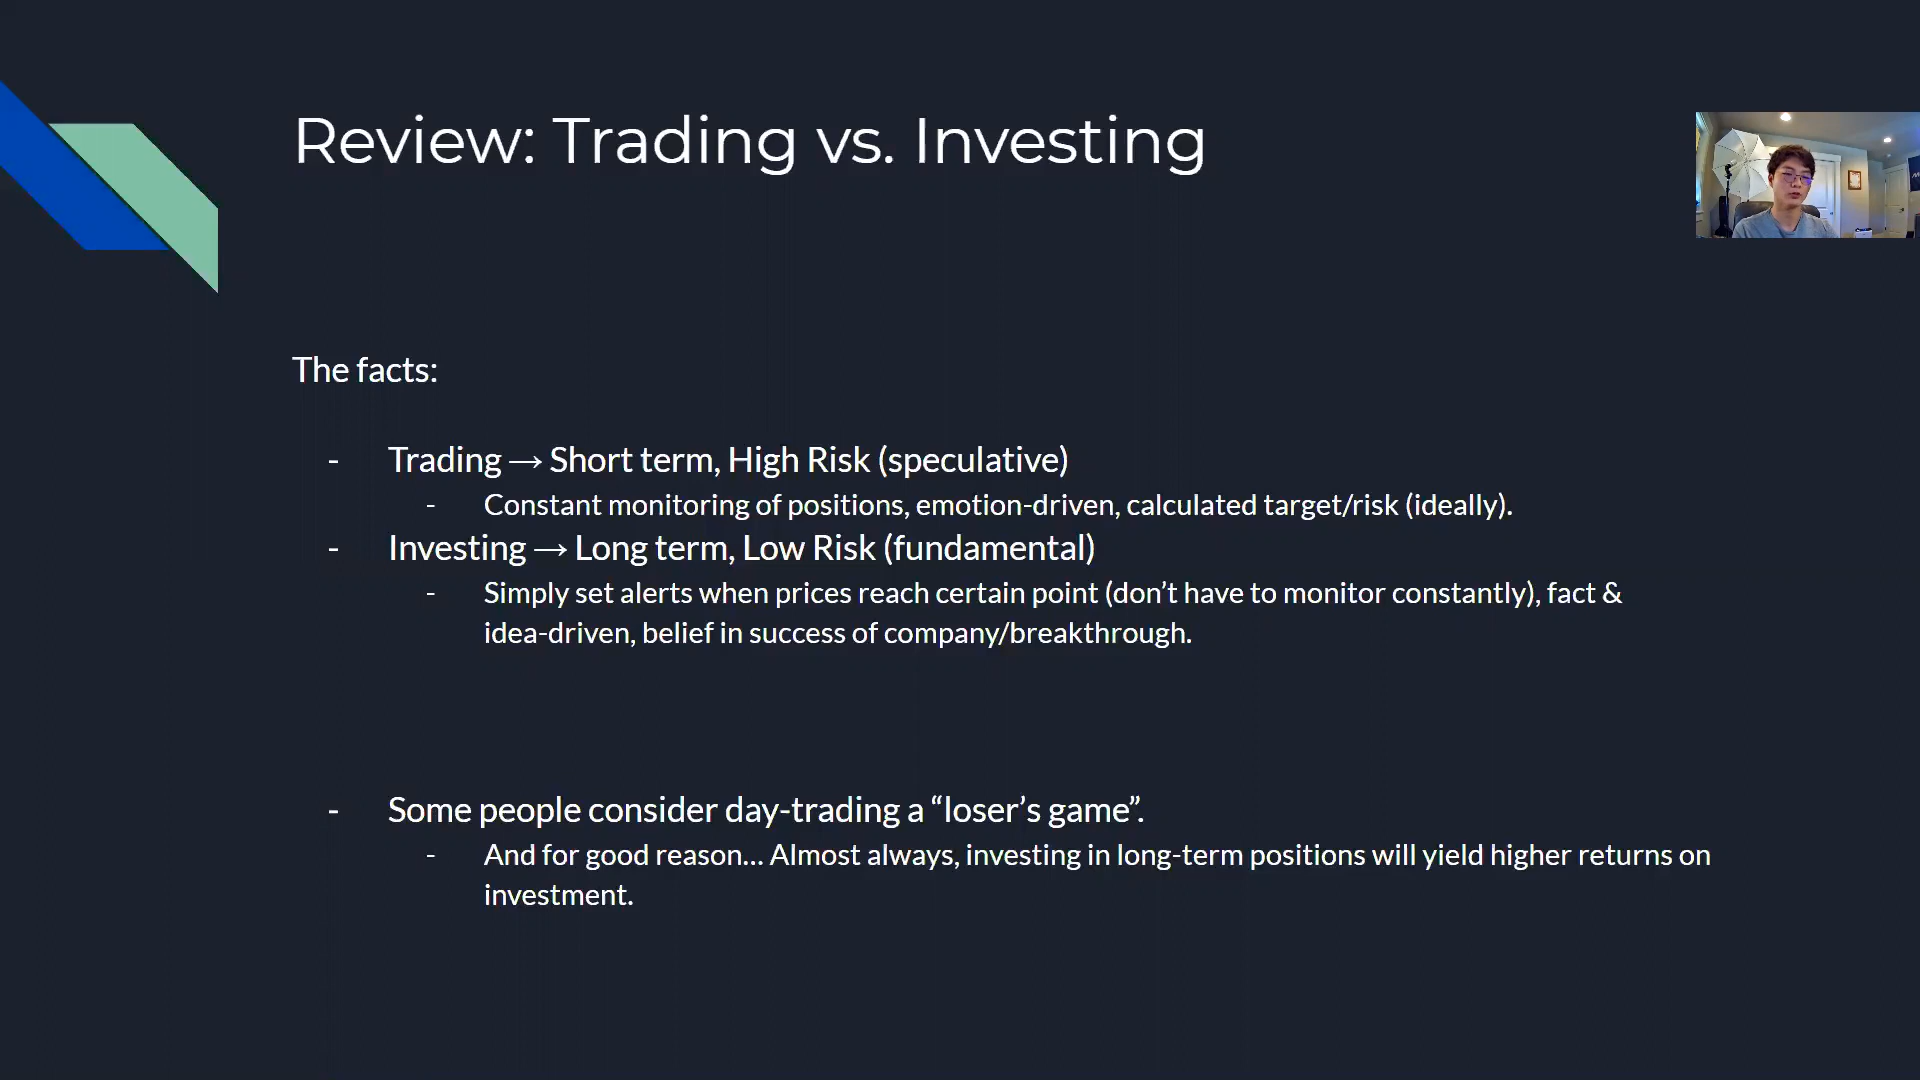 Review: Trading vs. Investing
The facts:
- Trading → Short term, High Risk (speculative)
- Constant monitoring of positions, emotion-driven, calculated target/risk (ideally).
- Investing → Long term, Low Risk (fundamental)
- Simply set alerts when prices reach certain point (don’t have to monitor constantly), fact &
idea-driven, belief in success of company/breakthrough.
- Some people consider day-trading a “loser’s game”.
- And for good reason... Almost always, investing in long-term positions will yield higher returns on
investment.